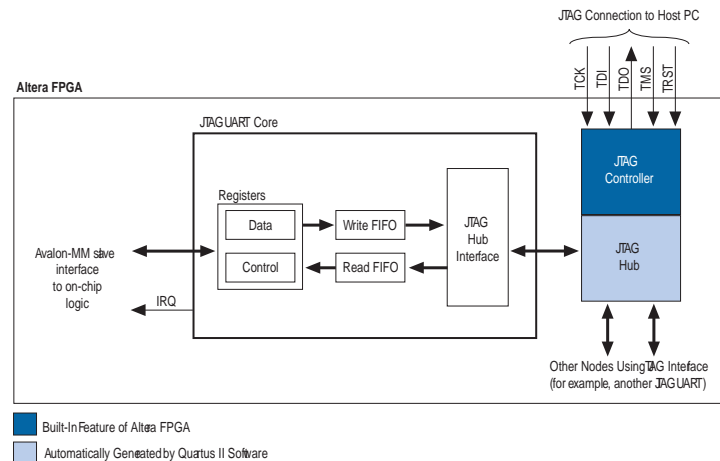 JTAG Connection to Host PC
TCK
TDI
TDO
TMS
TRST
Altera FPGA
JTAG UART Core
JTAG
Controller
Registers
Data
Write FIFO
JTAG
Hub
Interface
Avalon-MM slave
interface
to on-chip
logic
Control
Read FIFO
JTAG
Hub
IRQ
Other Nodes Using JTAG Interface
(for example, another JTAG UART)
Built-In Feature of Altera FPGA
Automatically Generated by Quartus II Software